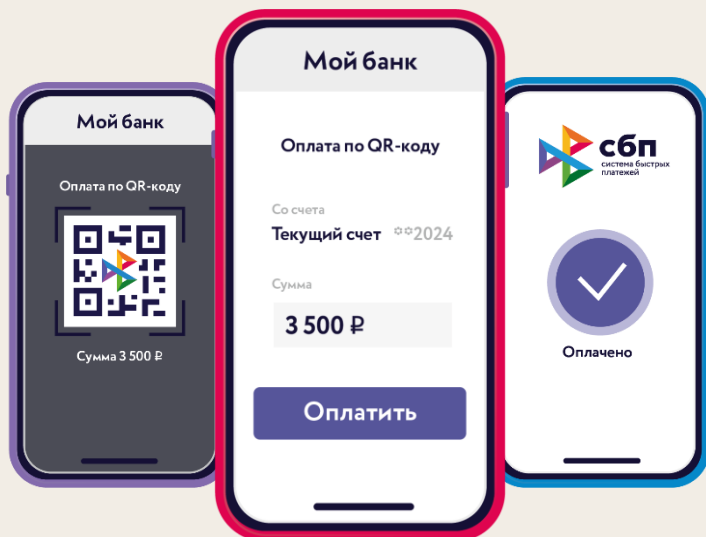 Мой банк
Оплата по QR-коду
Сумма 3 500 ₽
Мой банк
Оплата по QR-коду
Со счета
Текущий счет **2024
Сумма
3 500 ₽
Оплатить
сбп
система быстрых
платежей
Оплачено